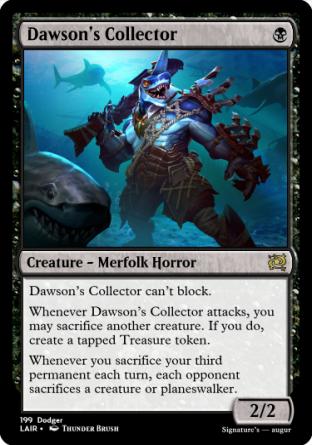 Dawson's Collector
Creature – Merfolk Horror
Dawson's Collector can't block.
Whenever Dawson's Collector attacks, you
may sacrifice another creature. If you do,
create a tapped Treasure token.
Whenever you sacrifice your third
permanent each turn, each opponent
sacrifices a creature or planeswalker.
2/2
199 Dodger
LAIR • Thunder Brush
Signature's — augur